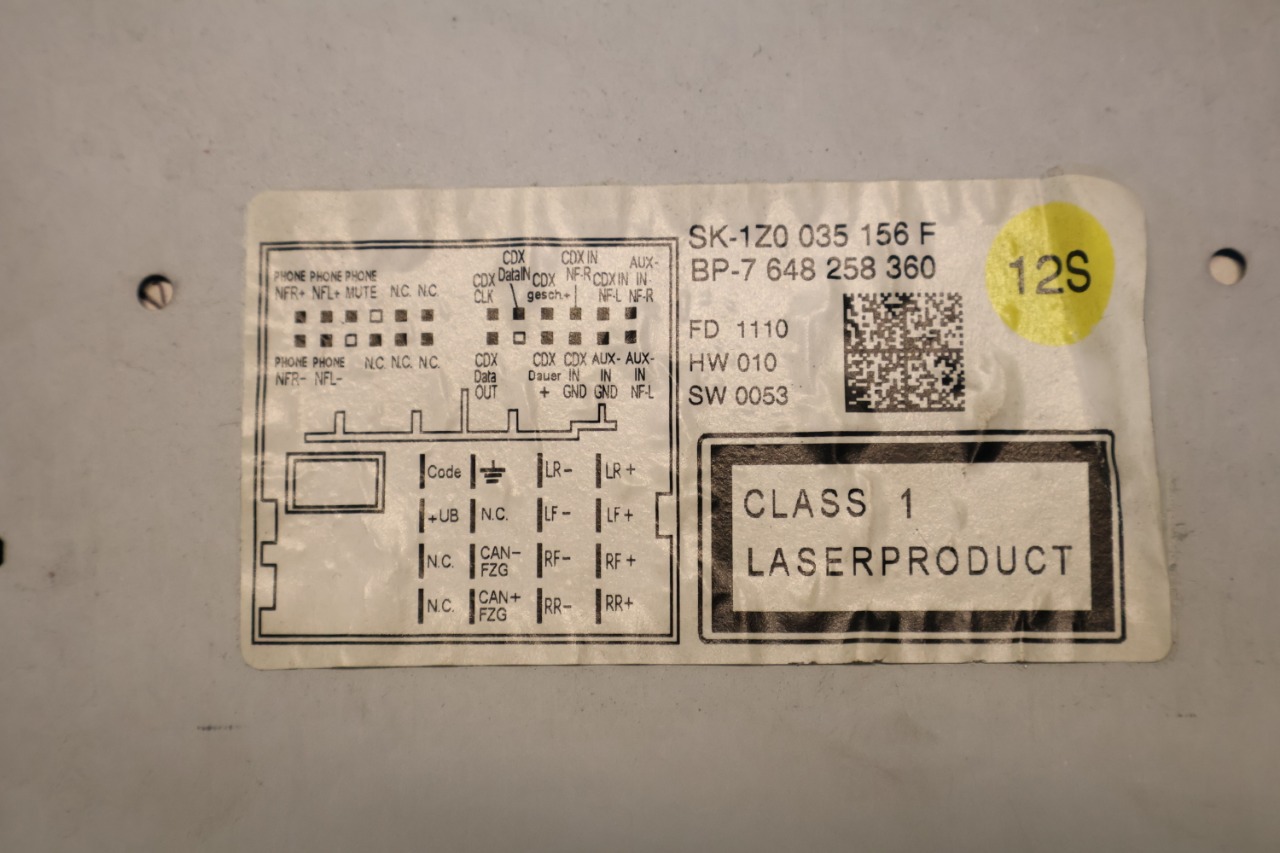 SK-1Z0 035 156 F
BP-7 648 258 360
12S
FD 1110
HW 010
SW 0053
CLASS 1
LASERPRODUCT
PHONE PHONE PHONE
NFR+ NFL+ MUTE N.C. N.C.
PHONE PHONE
NFR- NFL- N.C. N.C. N.C.
CDX
CLK
CDX
DataIN
CDX
gesch.+
CDX IN
NF-R
CDX IN
NF-L
AUX-
IN-
NF-R
CDX
Data
OUT
CDX
Dauer
+
CDX
IN
GND
AUX-
IN
GND
AUX-
IN
NF-L
Code LR- LR+
+UB N.C. LF- LF+
N.C. CAN-
FZG RF- RF+
N.C. CAN+
FZG RR- RR+